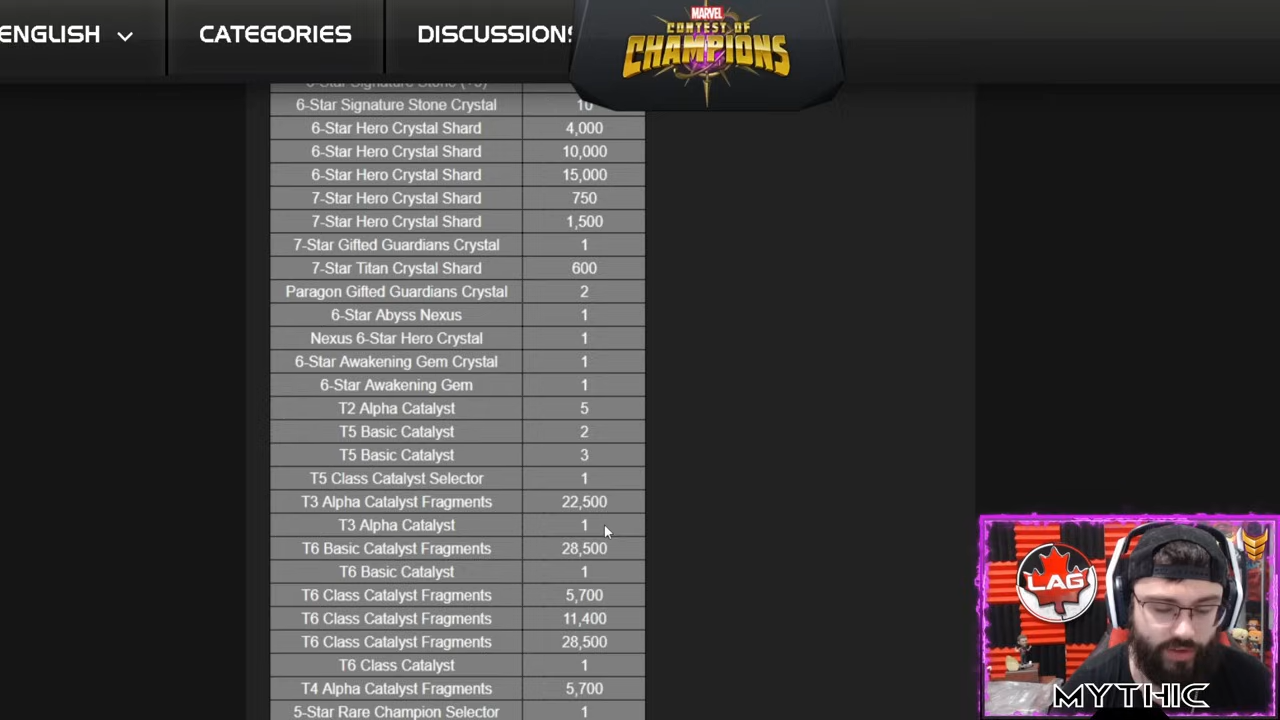 ENGLISH
CATEGORIES
DISCUSSIONS
MARVEL
CONTEST OF
CHAMPIONS
6-Star Signature Stone
6-Star Signature Stone Crystal 10
6-Star Hero Crystal Shard 4,000
6-Star Hero Crystal Shard 10,000
6-Star Hero Crystal Shard 15,000
7-Star Hero Crystal Shard 750
7-Star Hero Crystal Shard 1,500
7-Star Gifted Guardians Crystal 1
7-Star Titan Crystal Shard 600
Paragon Gifted Guardians Crystal 2
6-Star Abyss Nexus 1
Nexus 6-Star Hero Crystal 1
6-Star Awakening Gem Crystal 1
6-Star Awakening Gem 1
T2 Alpha Catalyst 5
T5 Basic Catalyst 2
T5 Basic Catalyst 3
T5 Class Catalyst Selector 1
T3 Alpha Catalyst Fragments 22,500
T3 Alpha Catalyst 1
T6 Basic Catalyst Fragments 28,500
T6 Basic Catalyst 1
T6 Class Catalyst Fragments 5,700
T6 Class Catalyst Fragments 11,400
T6 Class Catalyst Fragments 28,500
T6 Class Catalyst 1
T4 Alpha Catalyst Fragments 5,700
5-Star Rare Champion Selector 1
LAG
MYTHIC